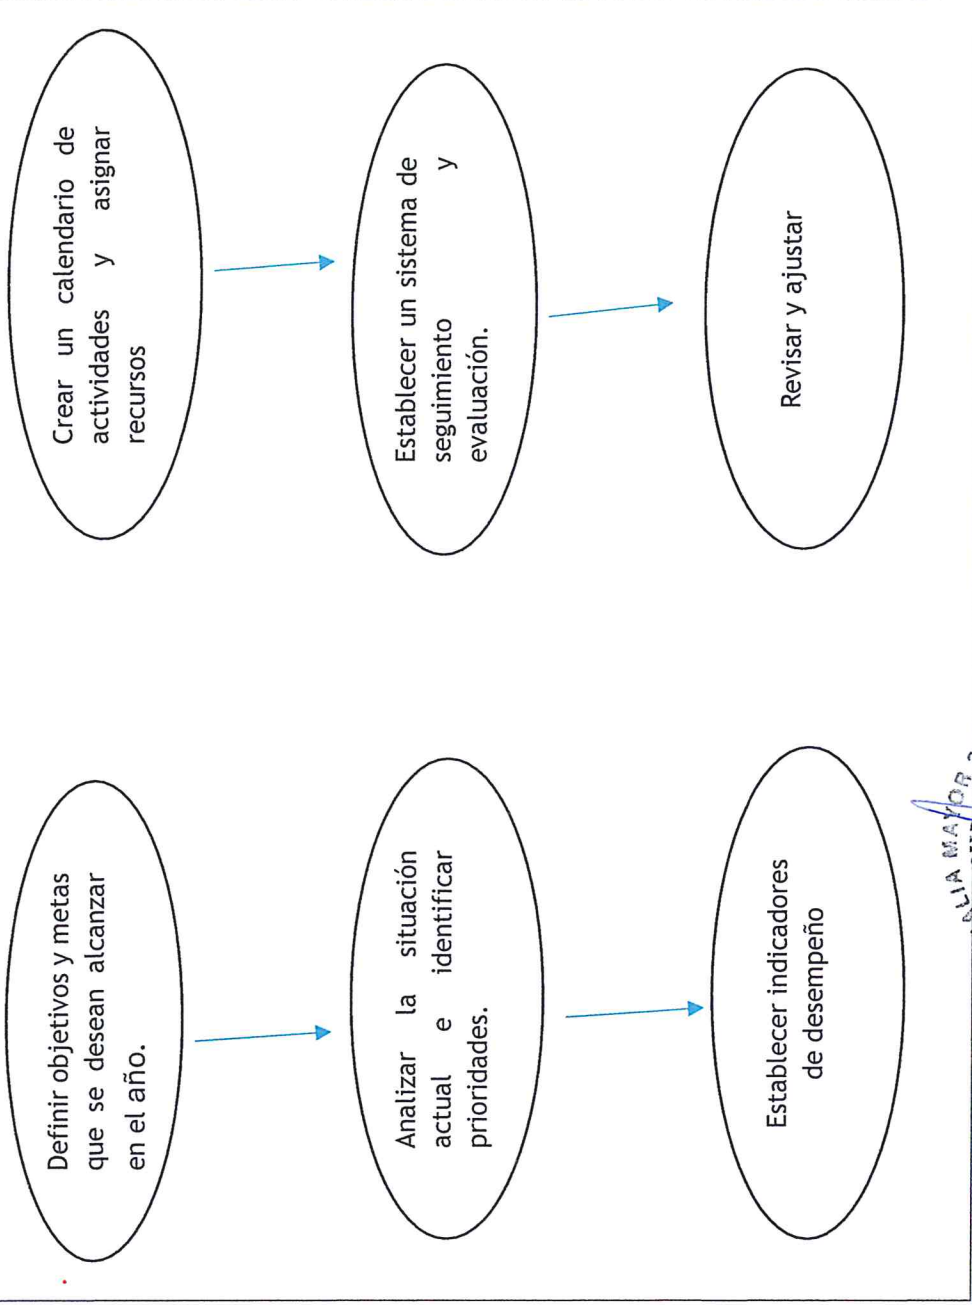 Definir objetivos y metas
que se desean alcanzar
en el año.
Analizar la situación
actual e identificar
prioridades.
Establecer indicadores
de desempeño
Crear un calendario de
actividades y asignar
recursos
Establecer un sistema de
seguimiento y
evaluación.
Revisar y ajustar
MAYOR